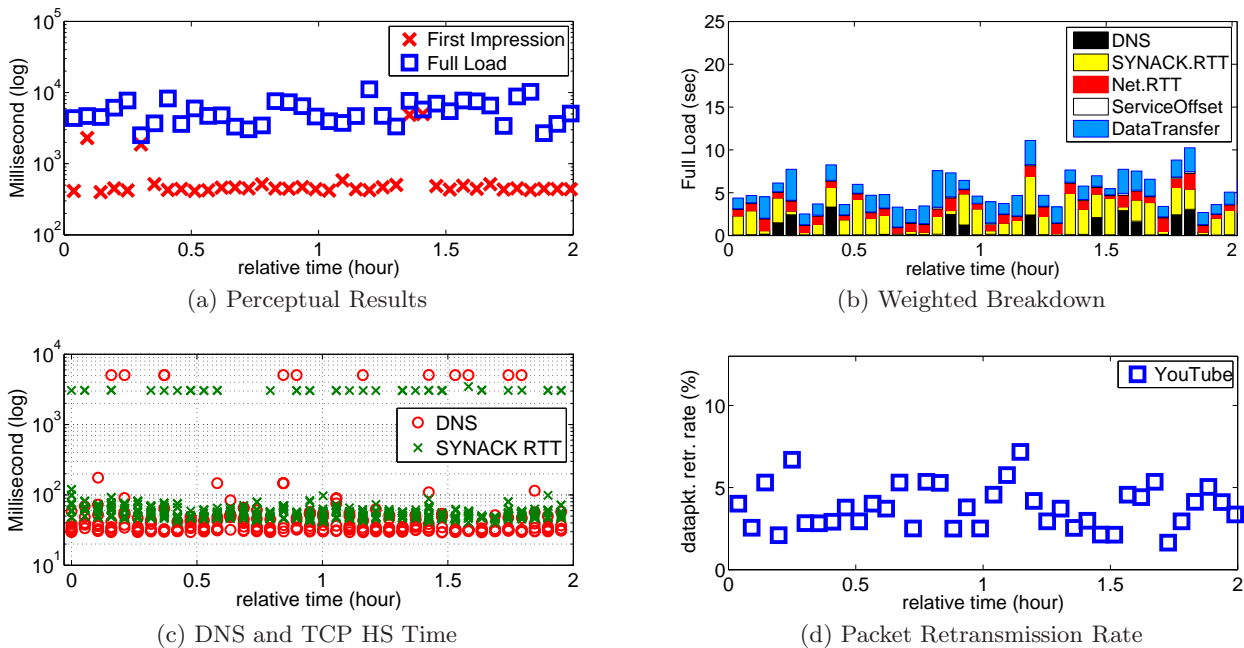 10^5
10^4
10^3
10^2
Millisecond (log)
First Impression
Full Load
0 0.5 1 1.5 2
relative time (hour)
(a) Perceptual Results
25
20
15
10
5
0
Full Load (sec)
DNS
SYNACK.RTT
Net.RTT
ServiceOffset
DataTransfer
0 0.5 1 1.5 2
relative time (hour)
(b) Weighted Breakdown
10^4
10^3
10^2
10^1
Millisecond (log)
DNS
SYNACK RTT
0 0.5 1 1.5 2
relative time (hour)
(c) DNS and TCP HS Time
10
5
0
datapkt. retr. rate (%)
YouTube
0 0.5 1 1.5 2
relative time (hour)
(d) Packet Retransmission Rate